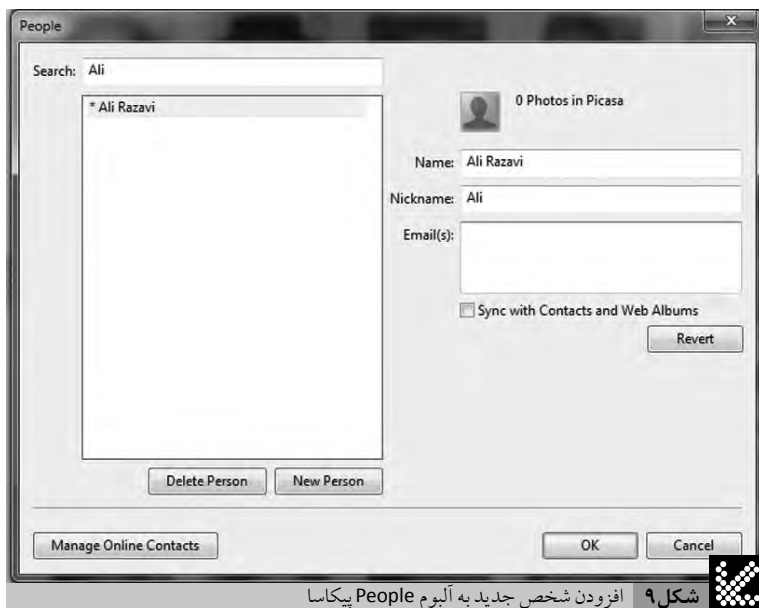 People
Search: Ali
* Ali Razavi
0 Photos in Picasa
Name: Ali Razavi
Nickname: Ali
Email(s):
Sync with Contacts and Web Albums
Revert
Delete Person
New Person
Manage Online Contacts
OK
Cancel
شکل۹ افزودن شخص جدید به آلبوم People پیکاسا